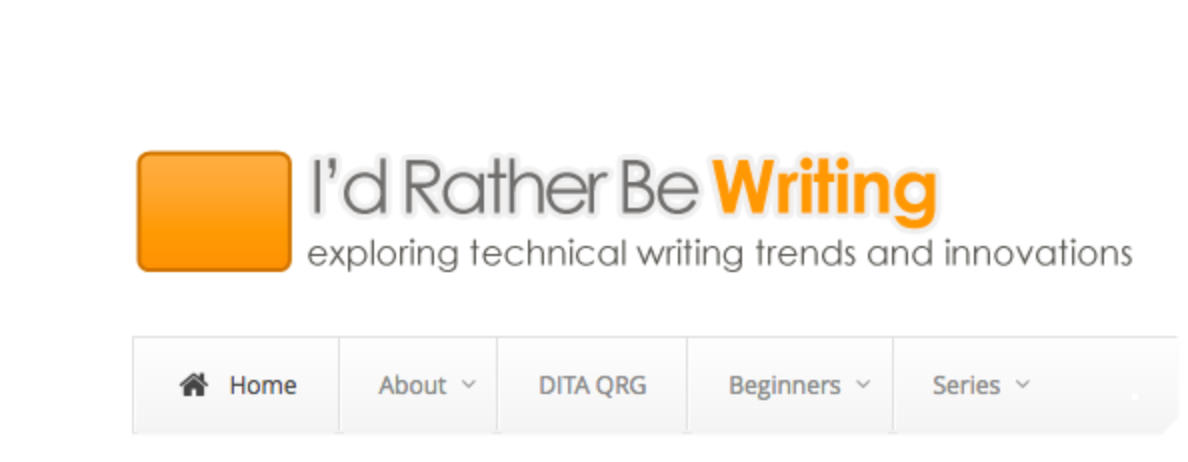 I'd Rather Be Writing
exploring technical writing trends and innovations
Home About DITA QRG Beginners Series